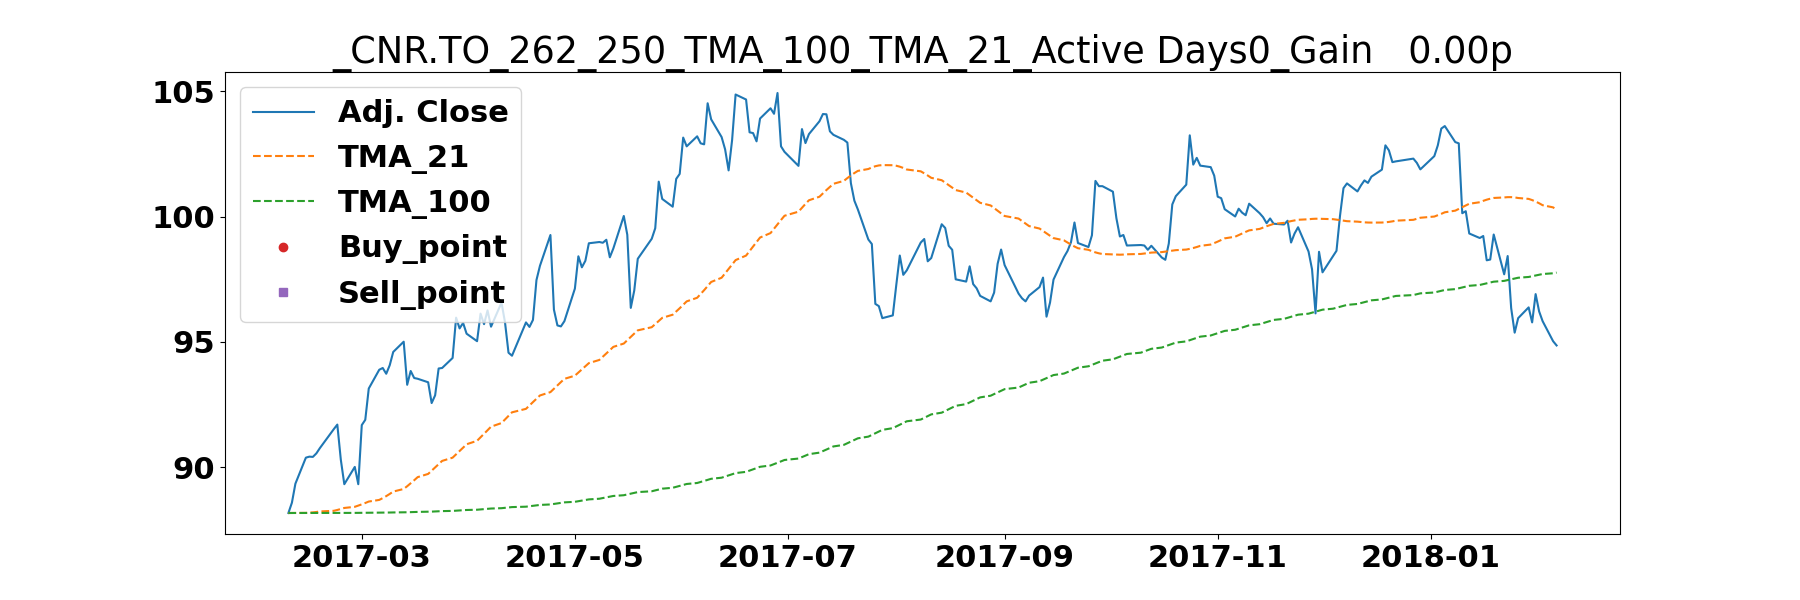 _CNR.TO_262_250_TMA_100_TMA_21_Active Days0_Gain   0.00p
105
100
95
90
Adj. Close
TMA_21
TMA_100
Buy_point
Sell_point
2017-03 2017-05 2017-07 2017-09 2017-11 2018-01